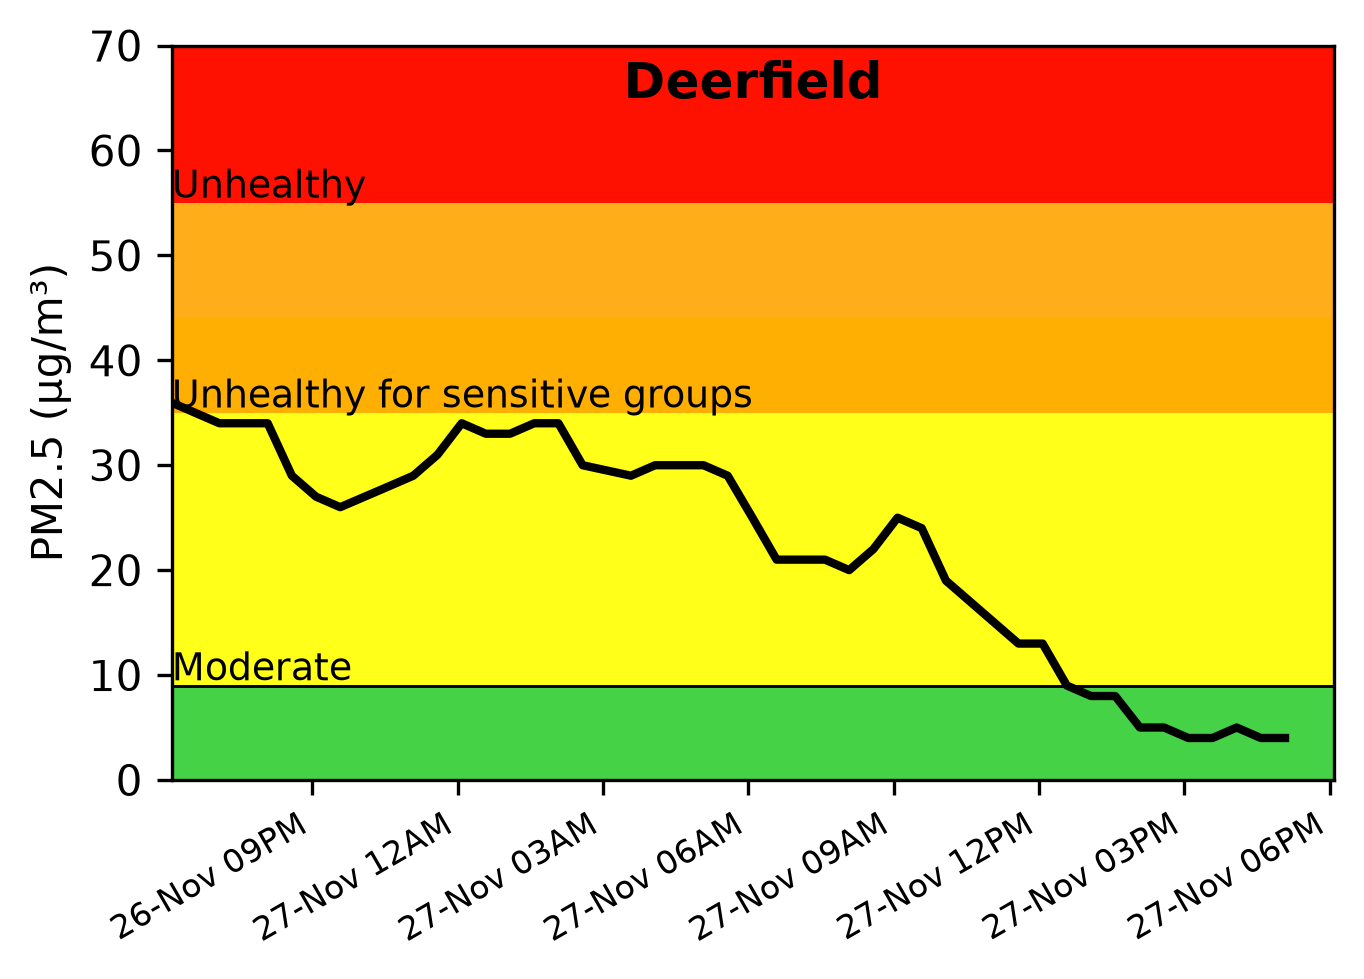 Deerfield
PM2.5 (µg/m³)
70
60
50
40
30
20
10
0
Unhealthy
Unhealthy for sensitive groups
Moderate
26-Nov 09PM
27-Nov 12AM
27-Nov 03AM
27-Nov 06AM
27-Nov 09AM
27-Nov 12PM
27-Nov 03PM
27-Nov 06PM